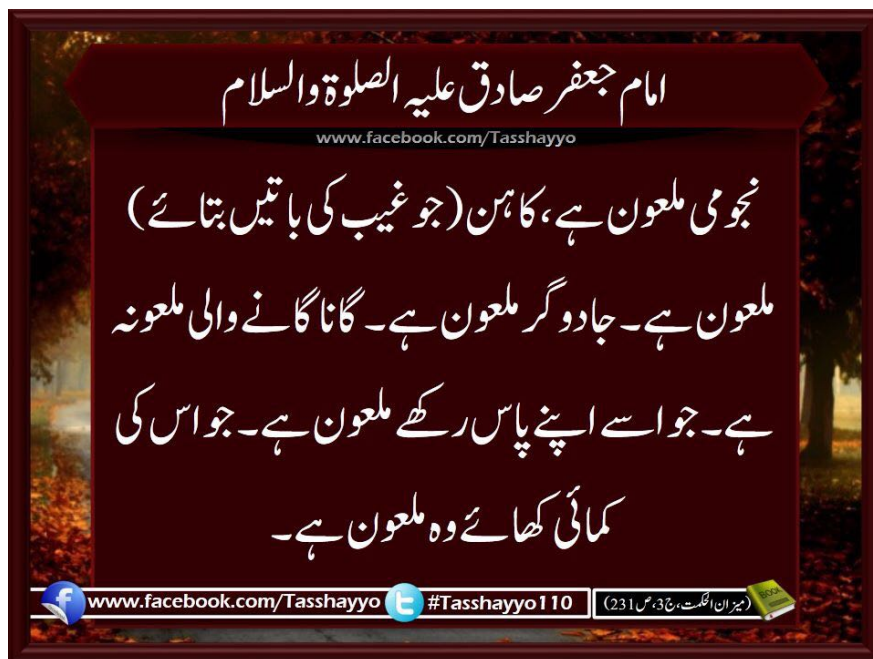 امام جعفر صادق علیہ الصلوۃ والسلام
www.facebook.com/Tasshayyo
نجومی ملعون ہے، کاہن (جو غیب کی باتیں بتائے)
ملعون ہے۔ جادوگر ملعون ہے۔ گانا گانے والی ملعونہ
ہے۔ جو اسے اپنے پاس رکھے ملعون ہے۔ جو اس کی
کمائی کھائے وہ ملعون ہے۔
www.facebook.com/Tasshayyo #Tasshayyo110 (میزان الحکمت، ج3، ص231) BOOK